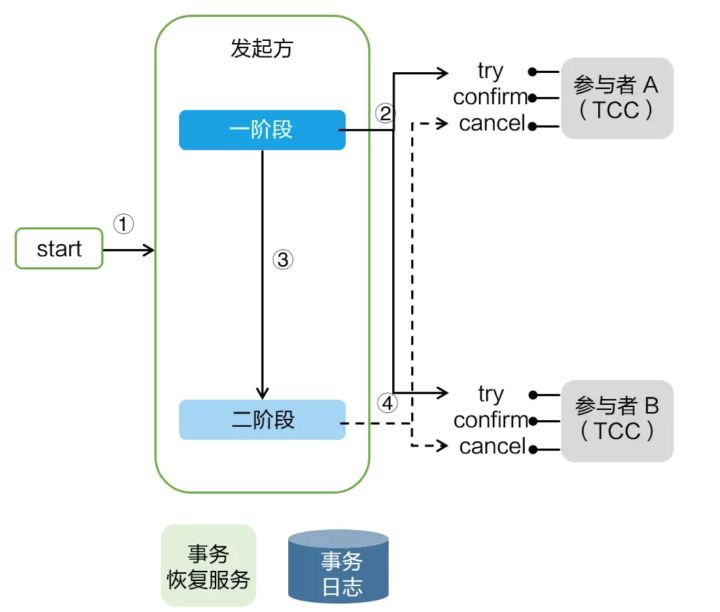 发起方
一阶段
②
try
confirm
cancel
参与者 A
（TCC）
①
start
③
④
二阶段
try
confirm
cancel
参与者 B
（TCC）
事务
恢复服务
事务
日志